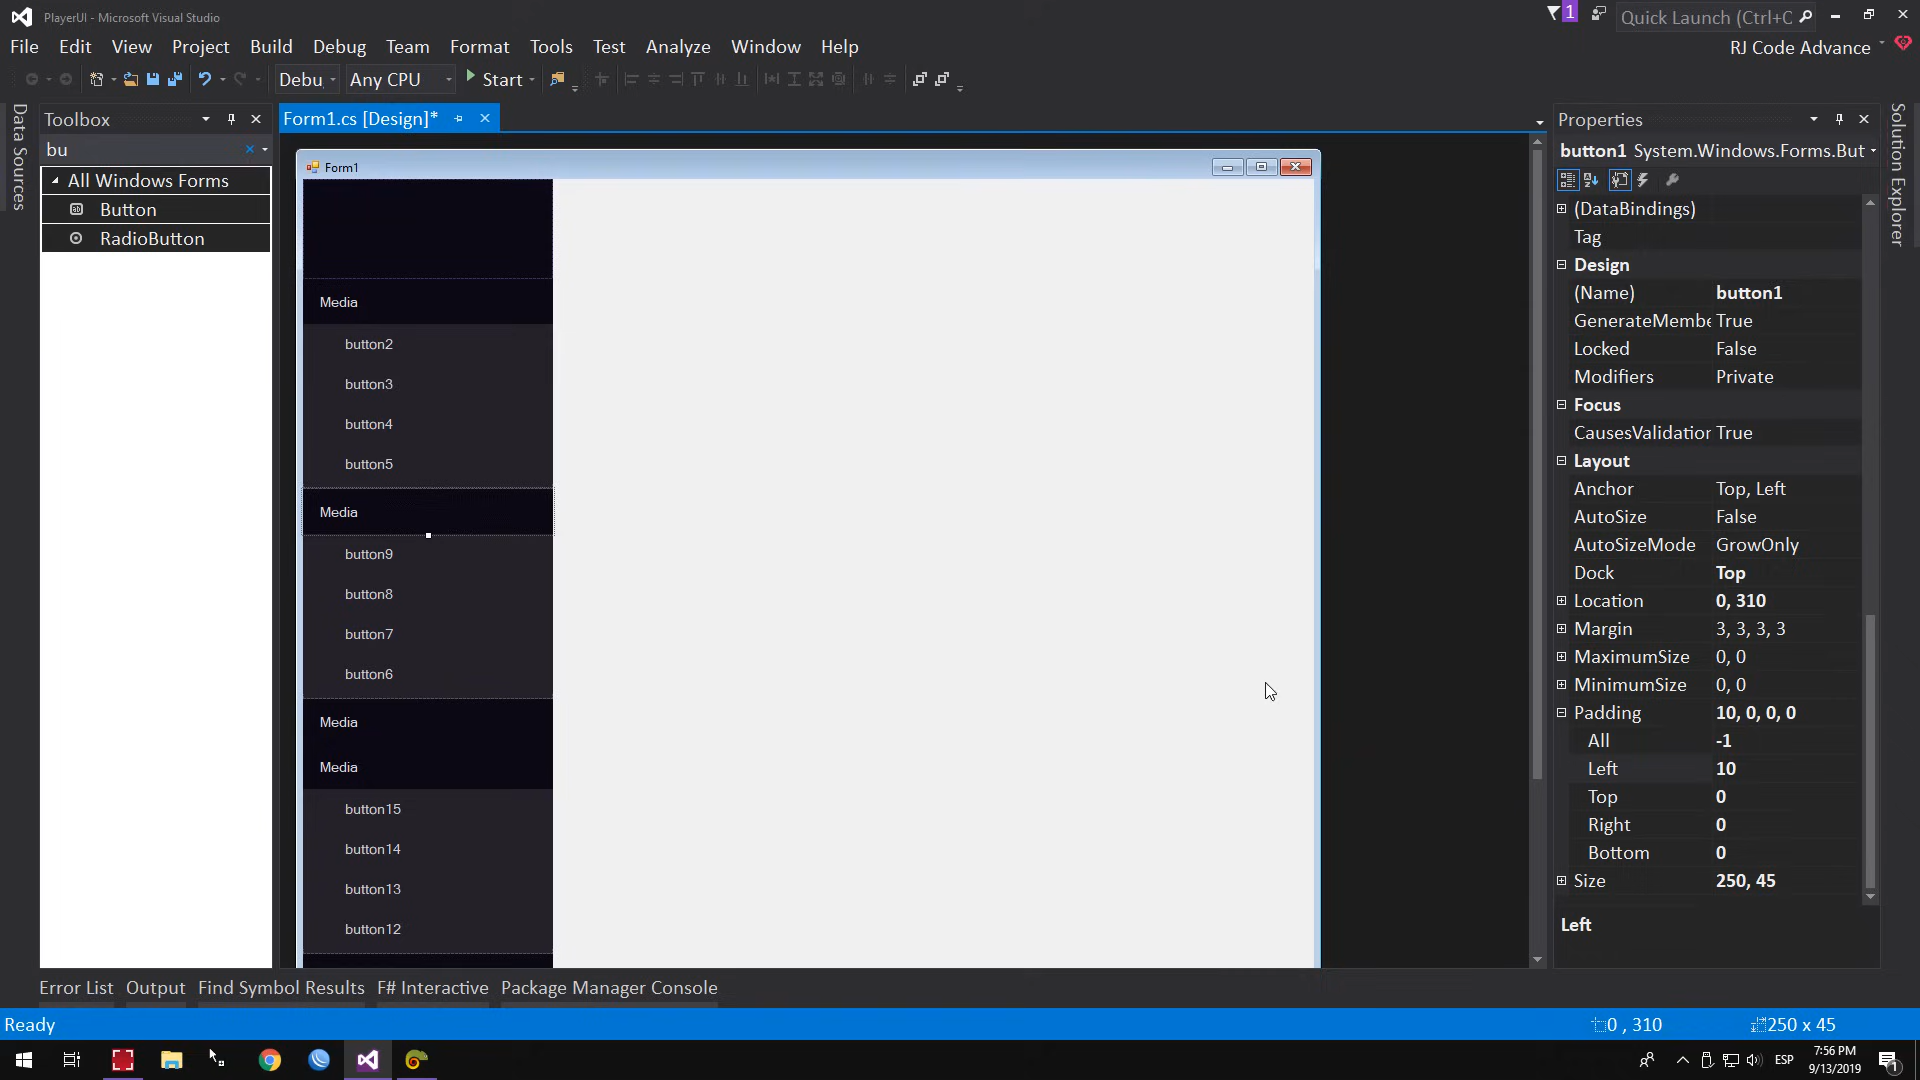 PlayerUI - Microsoft Visual Studio
1
Quick Launch (Ctrl+C
File Edit View Project Build Debug Team Format Tools Test Analyze Window Help
RJ Code Advance
Debu Any CPU Start
Data Sources
Toolbox
bu
All Windows Forms
Button
RadioButton
Form1.cs [Design]*
Form1
Media
button2
button3
button4
button5
Media
button9
button8
button7
button6
Media
Media
button15
button14
button13
button12
Properties
button1 System.Windows.Forms.But
(DataBindings)
Tag
Design
(Name) button1
GenerateMembe True
Locked False
Modifiers Private
Focus
CausesValidation True
Layout
Anchor Top, Left
AutoSize False
AutoSizeMode GrowOnly
Dock Top
Location 0, 310
Margin 3, 3, 3, 3
MaximumSize 0, 0
MinimumSize 0, 0
Padding 10, 0, 0, 0
All -1
Left 10
Top 0
Right 0
Bottom 0
Size 250, 45
Left
Solution Explorer
Error List Output Find Symbol Results F# Interactive Package Manager Console
Ready
0 , 310 250 x 45
ESP
7:56 PM
9/13/2019
1